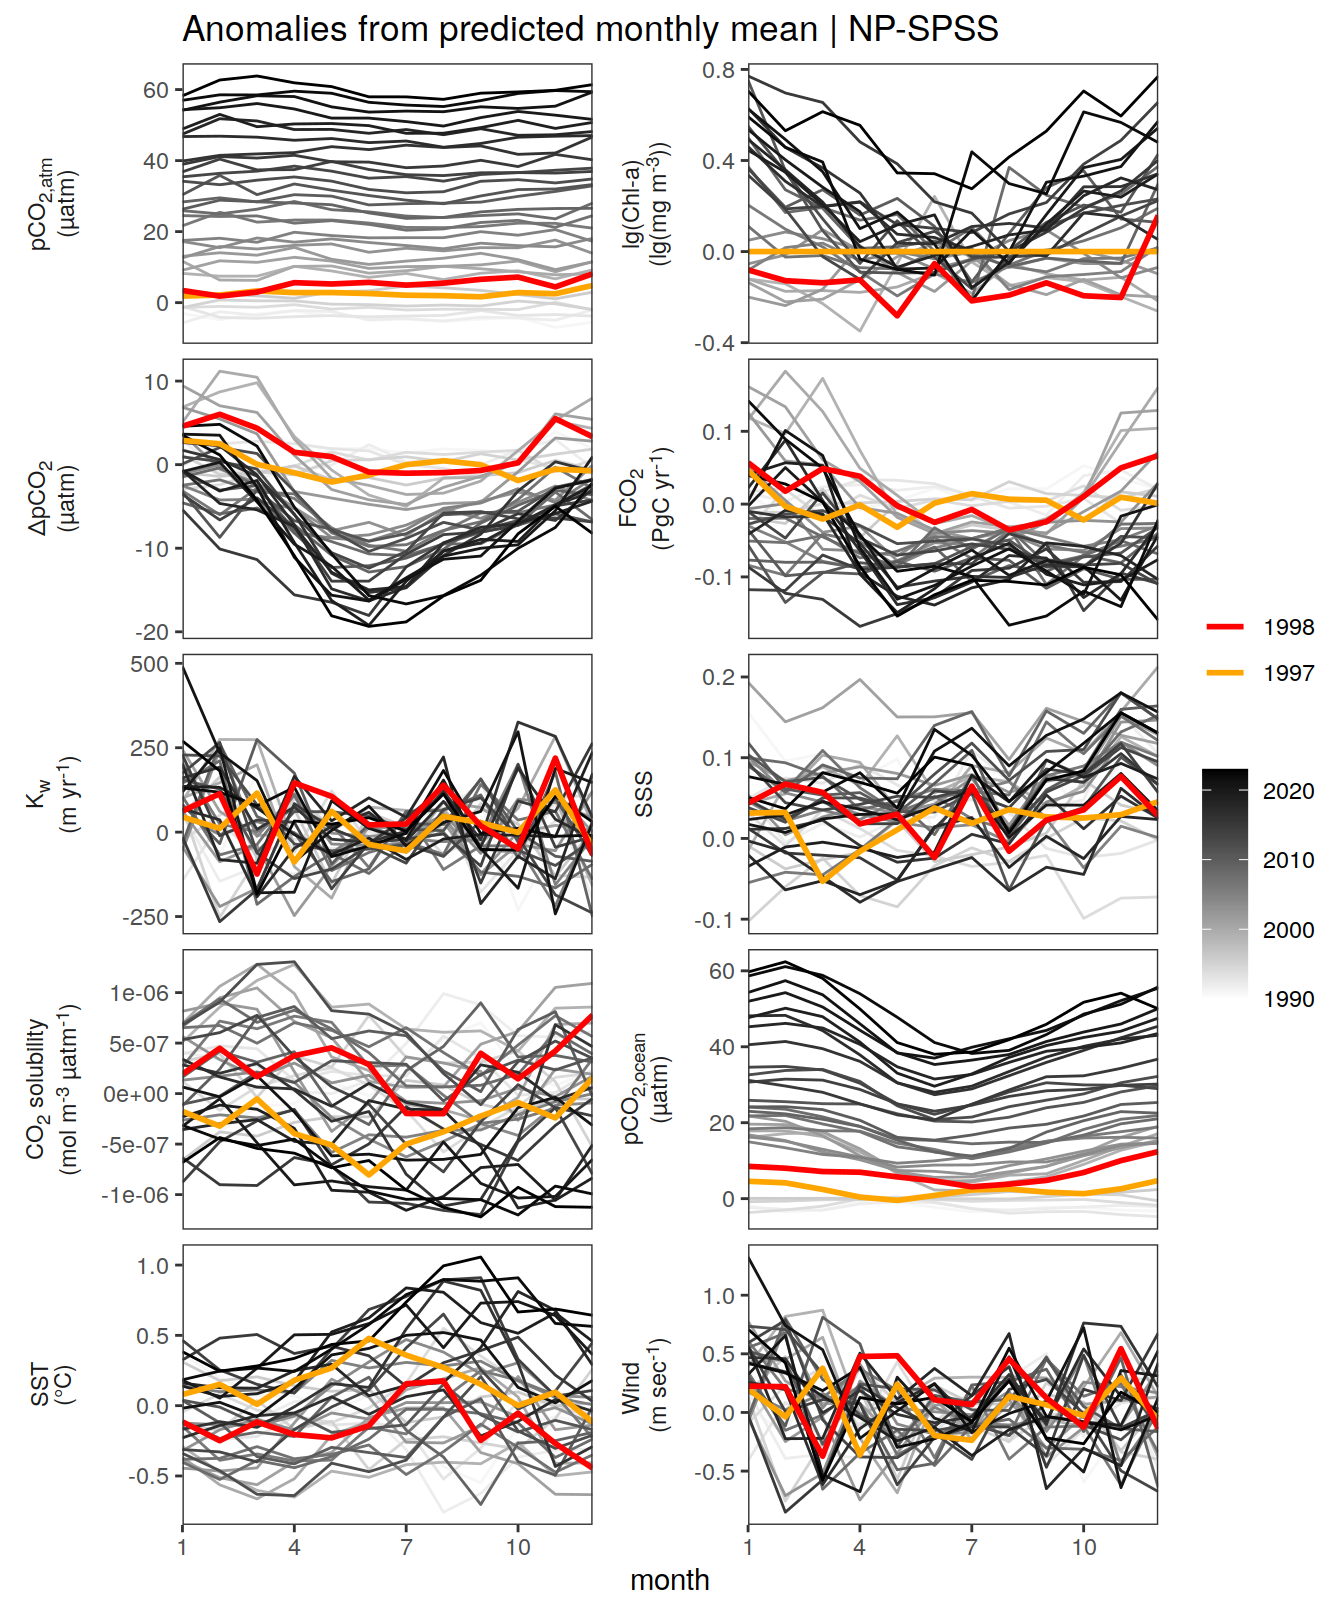 Anomalies from predicted monthly mean | NP-SPSS
pCO2,atm
(µatm)
60
40
20
0
lg(Chl-a)
(lg(mg m-3))
0.8
0.4
0.0
-0.4
ΔpCO2
(µatm)
10
0
-10
-20
FCO2
(PgC yr-1)
0.1
0.0
-0.1
Kw
(m yr-1)
500
250
0
-250
SSS
0.2
0.1
0.0
-0.1
CO2 solubility
(mol m-3 µatm-1)
1e-06
5e-07
0e+00
-5e-07
-1e-06
pCO2,ocean
(µatm)
60
40
20
0
SST
(°C)
1.0
0.5
0.0
-0.5
Wind
(m sec-1)
1.0
0.5
0.0
-0.5
1 4 7 10
1 4 7 10
month
1998
1997
2020
2010
2000
1990